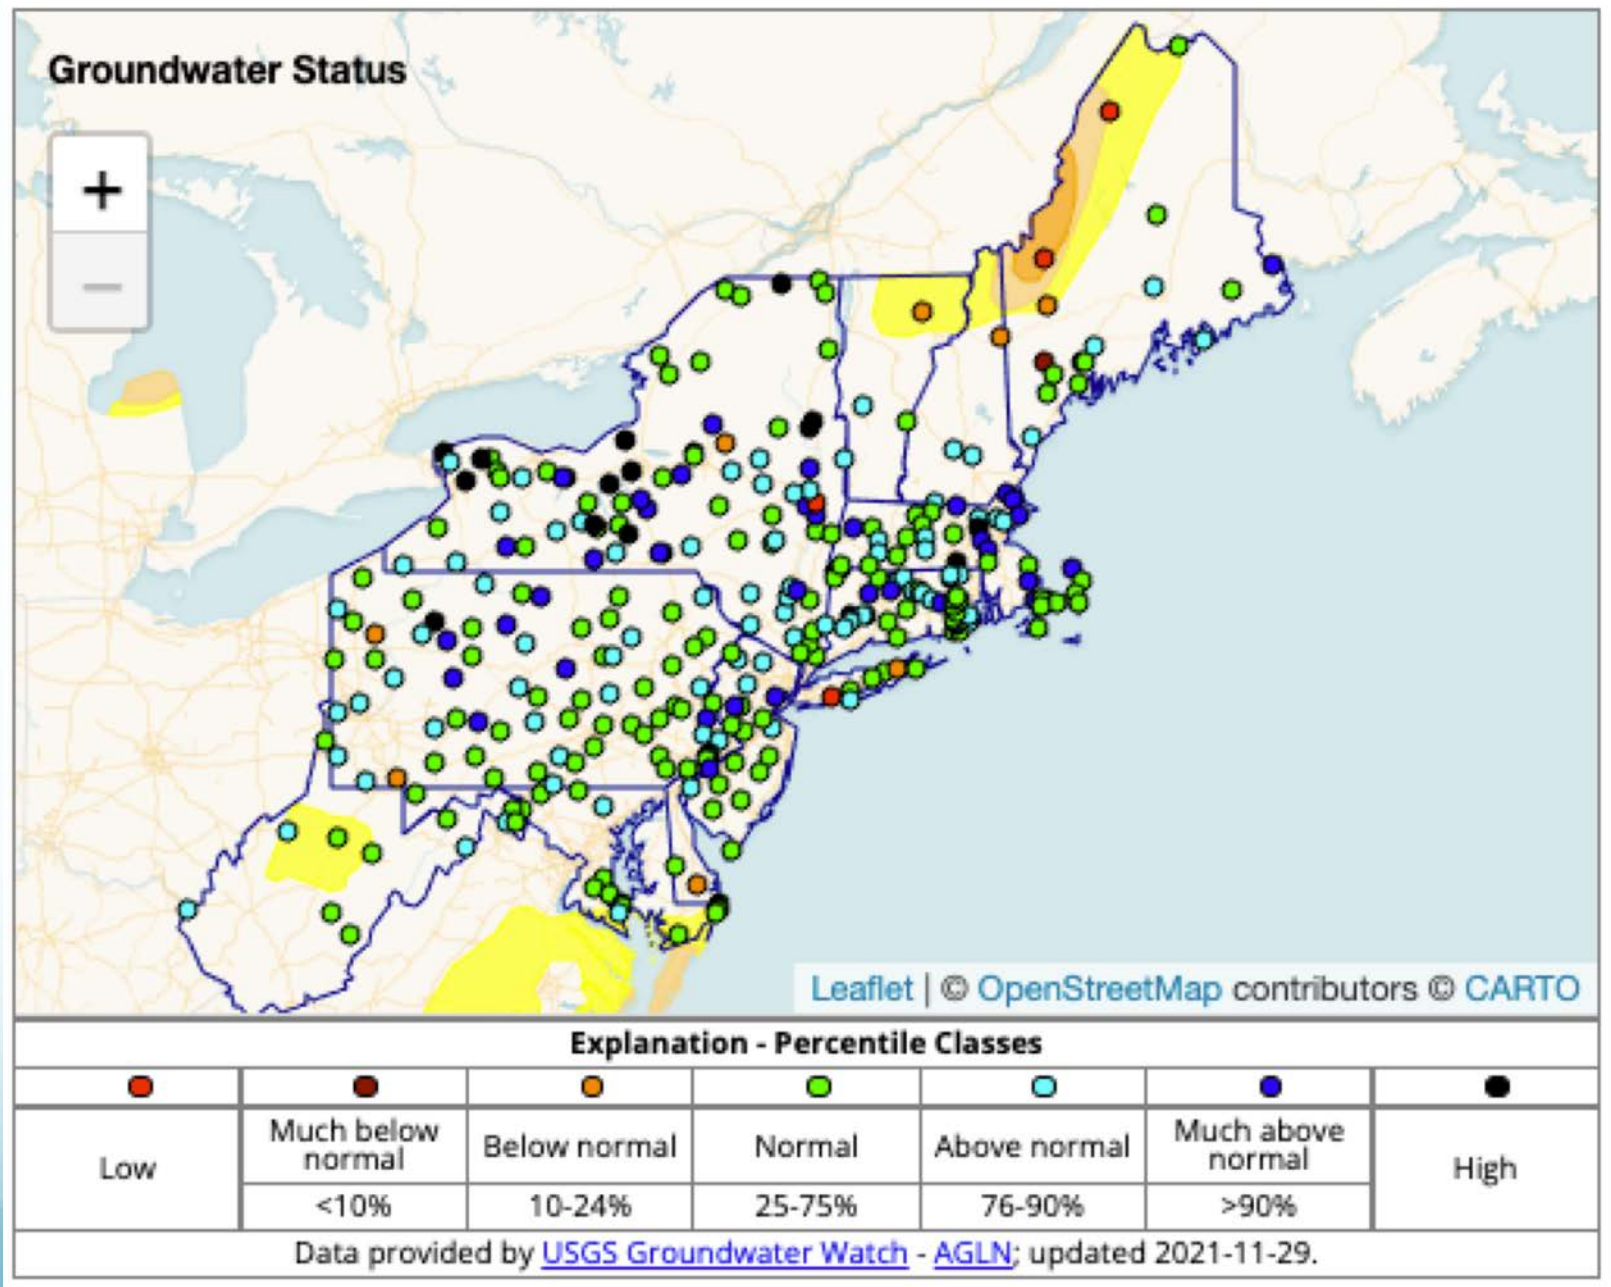 Groundwater Status
+
−
Leaflet | © OpenStreetMap contributors © CARTO
Explanation - Percentile Classes
Low
Much below normal
<10%
Below normal
10-24%
Normal
25-75%
Above normal
76-90%
Much above normal
>90%
High
Data provided by USGS Groundwater Watch - AGLN; updated 2021-11-29.